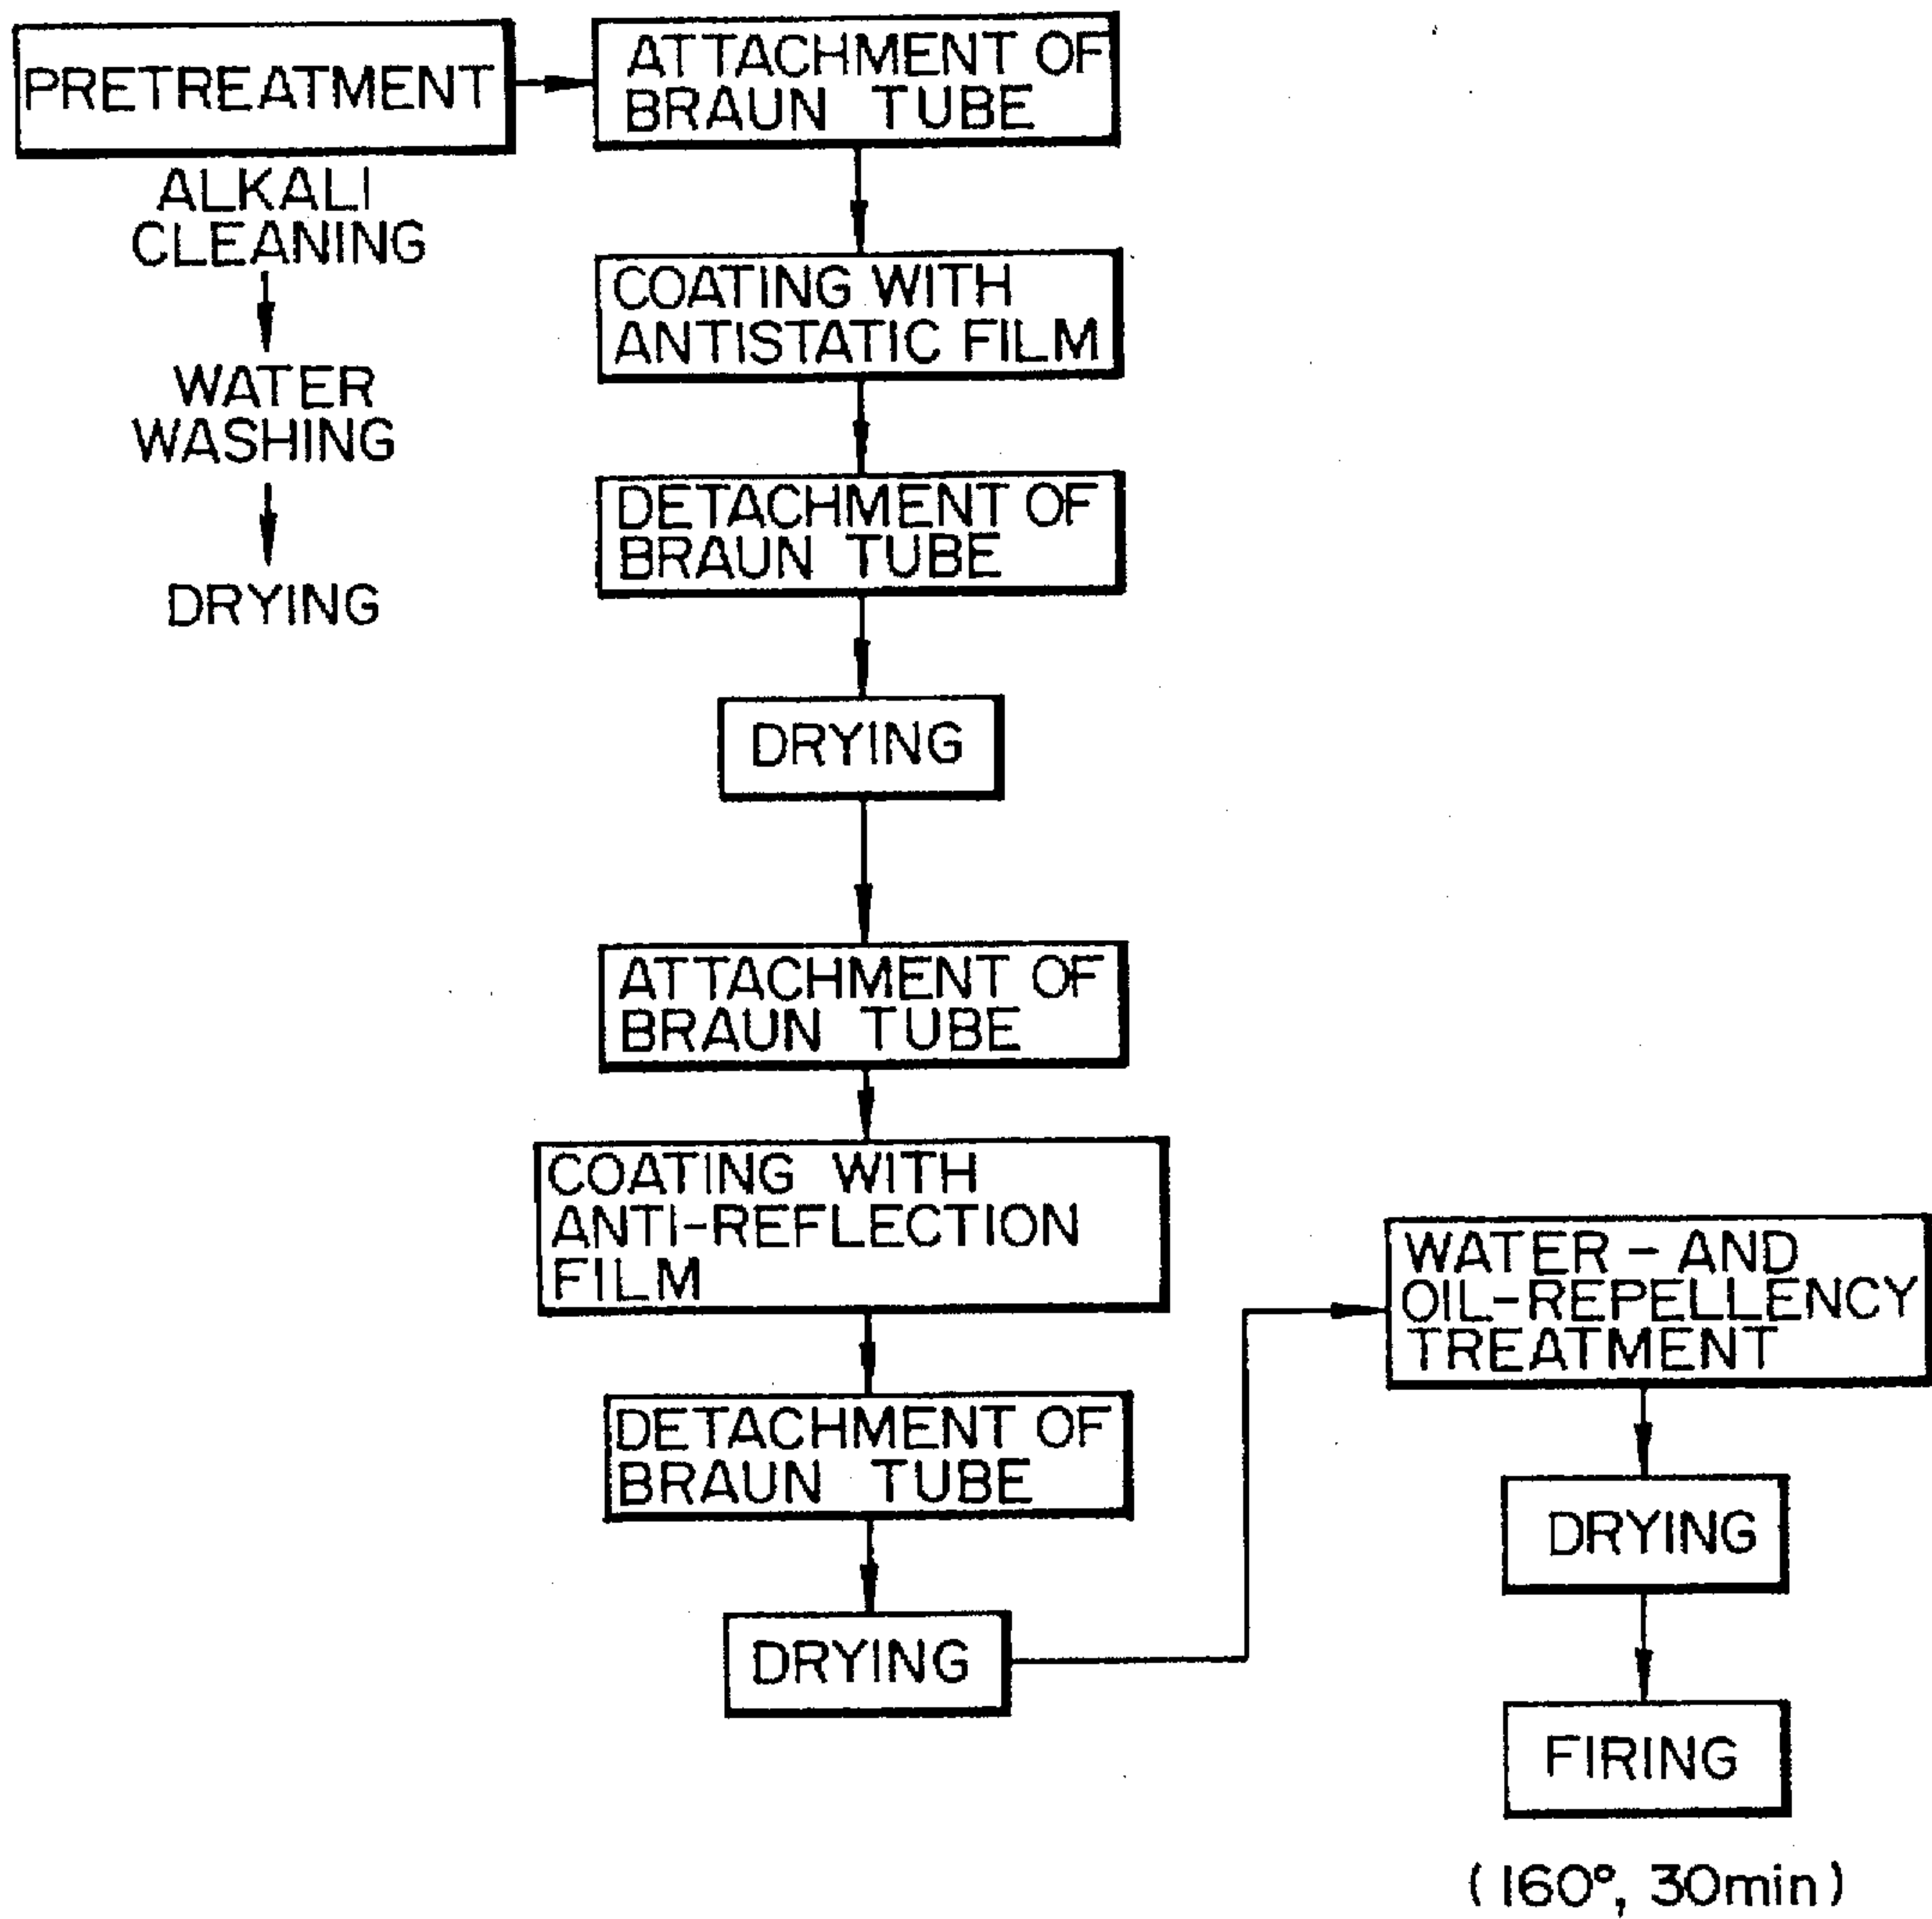 PRETREATMENT
ALKALI
CLEANING
WATER
WASHING
DRYING
ATTACHMENT OF
BRAUN TUBE
COATING WITH
ANTISTATIC FILM
DETACHMENT OF
BRAUN TUBE
DRYING
ATTACHMENT OF
BRAUN TUBE
COATING WITH
ANTI-REFLECTION
FILM
DETACHMENT OF
BRAUN TUBE
DRYING
WATER-AND
OIL-REPELLENCY
TREATMENT
DRYING
FIRING
(160°, 30min)